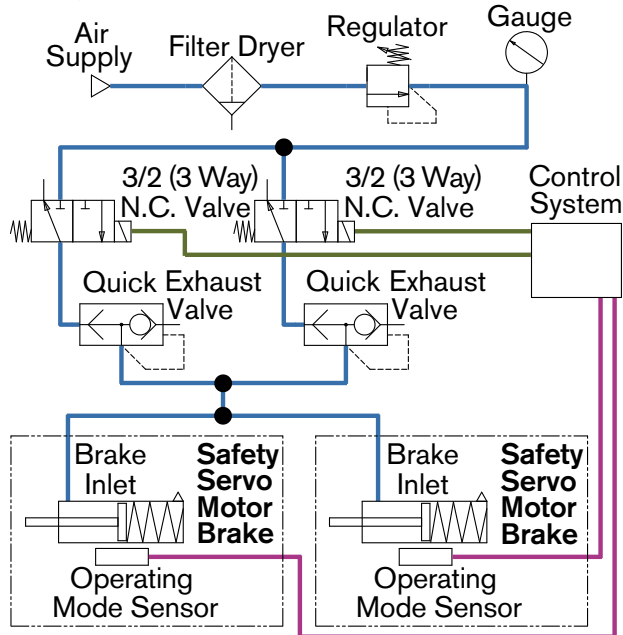 Air
Supply
Filter Dryer
Regulator
Gauge
3/2 (3 Way)
N.C. Valve
3/2 (3 Way)
N.C. Valve
Control
System
Quick Exhaust
Valve
Quick Exhaust
Valve
Brake
Inlet
Safety
Servo
Motor
Brake
Operating
Mode Sensor
Brake
Inlet
Safety
Servo
Motor
Brake
Operating
Mode Sensor